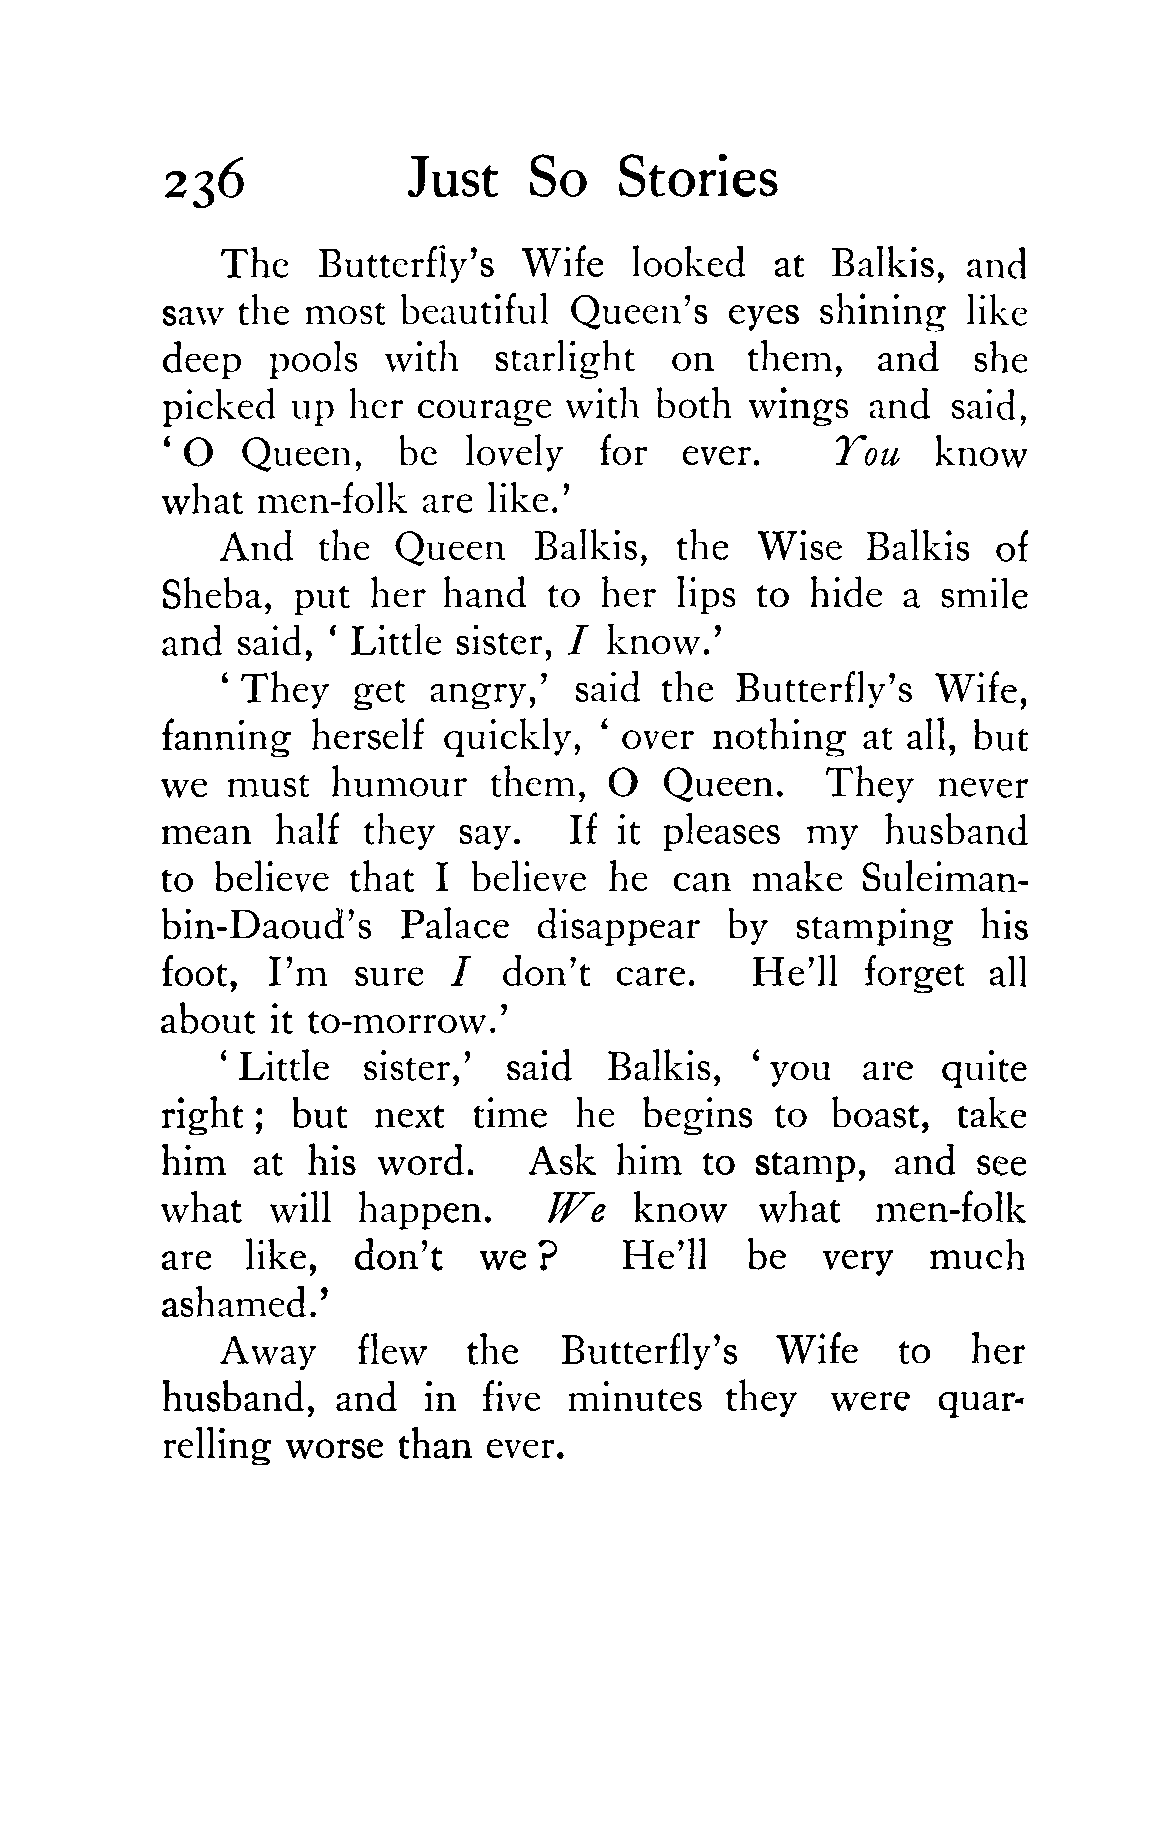 236 Just So Stories
The Butterfly's Wife looked at Balkis, and
saw the most beautiful Queen's eyes shining like
deep pools with starlight on them, and she
picked up her courage with both wings and said,
‘ O Queen, be lovely for ever. You know
what men-folk are like.’
And the Queen Balkis, the Wise Balkis of
Sheba, put her hand to her lips to hide a smile
and said, ‘ Little sister, I know.’
‘ They get angry,’ said the Butterfly's Wife,
fanning herself quickly, ‘ over nothing at all, but
we must humour them, O Queen. They never
mean half they say. If it pleases my husband
to believe that I believe he can make Suleiman-
bin-Daoud's Palace disappear by stamping his
foot, I'm sure I don't care. He'll forget all
about it to-morrow.’
‘ Little sister,’ said Balkis, ‘ you are quite
right ; but next time he begins to boast, take
him at his word. Ask him to stamp, and see
what will happen. We know what men-folk
are like, don't we ? He'll be very much
ashamed.’
Away flew the Butterfly's Wife to her
husband, and in five minutes they were quar-
relling worse than ever.